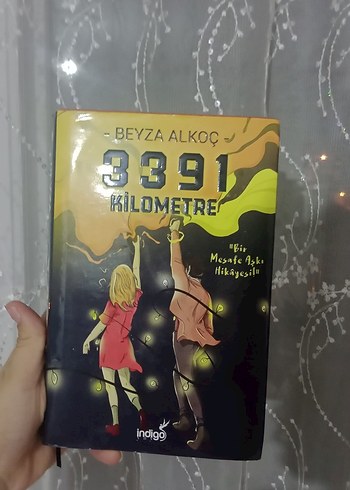 - BEYZA ALKOÇ -
3391
KİLOMETRE
#Bir
Mesafe Aşkı
Hikâyesi#
indigo